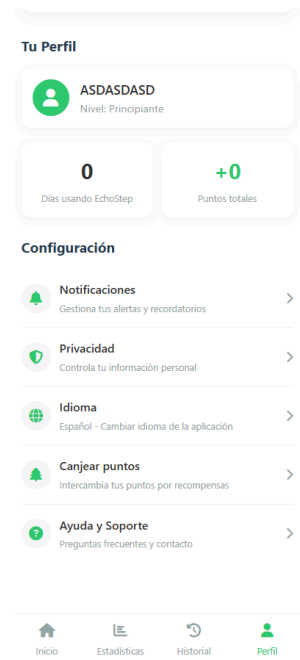 Tu Perfil
ASDASDASD
Nivel: Principiante
0
+0
Días usando EchoStep
Puntos totales
Configuración
Notificaciones
Gestiona tus alertas y recordatorios
Privacidad
Controla tu información personal
Idioma
Español - Cambiar idioma de la aplicación
Canjear puntos
Intercambia tus puntos por recompensas
Ayuda y Soporte
Preguntas frecuentes y contacto
Inicio
Estadísticas
Historial
Perfil